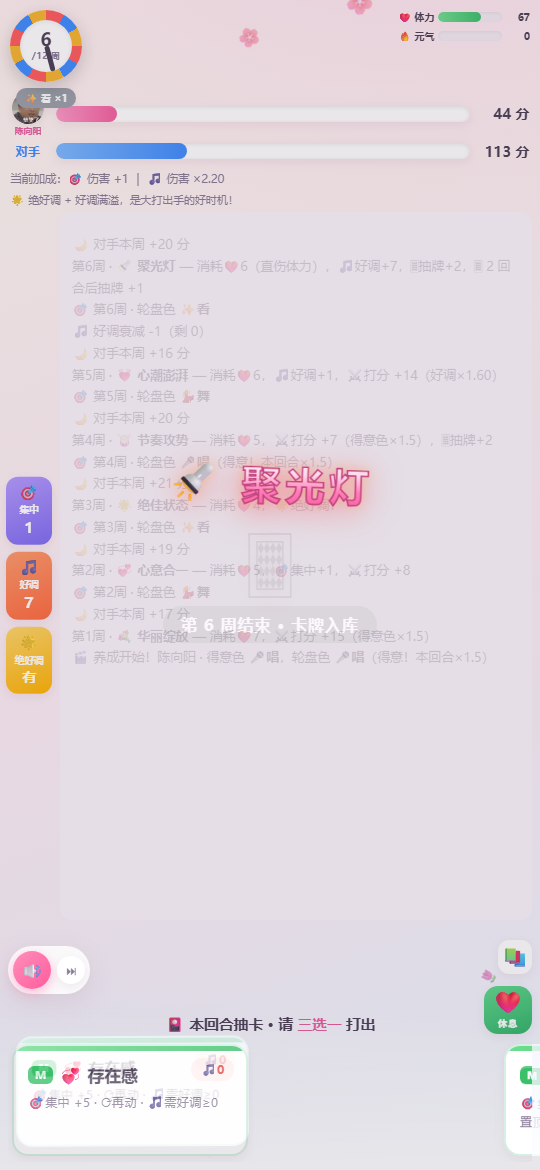 6
/12周
体力 67
元气 0
✨ 看 ×1
陈向阳
44 分
对手
113 分
当前加成: 🎯 伤害 +1 | 🎵 伤害 ×2.20
🌟 绝好调 + 好调满溢，是大打出手的好时机!
🌙 对手本周 +20 分
第6周 · 聚光灯 — 消耗❤️6（直伤体力），🎵好调+7，抽牌+2， 2 回
合后抽牌 +1
🎯 第6周 · 轮盘色 ✨ 看
🎵 好调衰减 -1（剩 0）
🌙 对手本周 +16 分
第5周 · 💓 心潮澎湃 — 消耗❤️6，🎵好调+1，⚔️打分 +14（好调×1.60）
🎯 第5周 · 轮盘色 💃 舞
🌙 对手本周 +20 分
第4周 · 🥁 节奏攻势 — 消耗❤️5，⚔️打分 +7（得意色×1.5），抽牌+2
🎯 第4周 · 轮盘色 🎤唱（得意！本回合×1.5）
🌙 对手本周 +21
第3周 · 🌟 绝佳状态 — 消耗❤️4，
🎯 第3周 · 轮盘色 ✨ 看
🌙 对手本周 +19 分
第2周 · 💞 心意合一 — 消耗❤️5，🎯集中+1，⚔️打分 +8
🎯 第2周 · 轮盘色 💃 舞
🌙 对手本周 +17 分
第1周 · 华丽绽放 — 消耗❤️7，⚔️打分 +15（得意色×1.5）
🎬 养成开始！陈向阳 · 得意色 🎤唱，轮盘色 🎤唱（得意！本回合×1.5）
聚光灯
第 6 周结束 • 卡牌入库
集中
1
好调
7
绝好调
有
休息
🎴 本回合抽卡 • 请 三选一 打出
M 💞 存在感 🎵0
🎯集中 +5 · ⟳再动 · 🎵需好调≥0
M
置